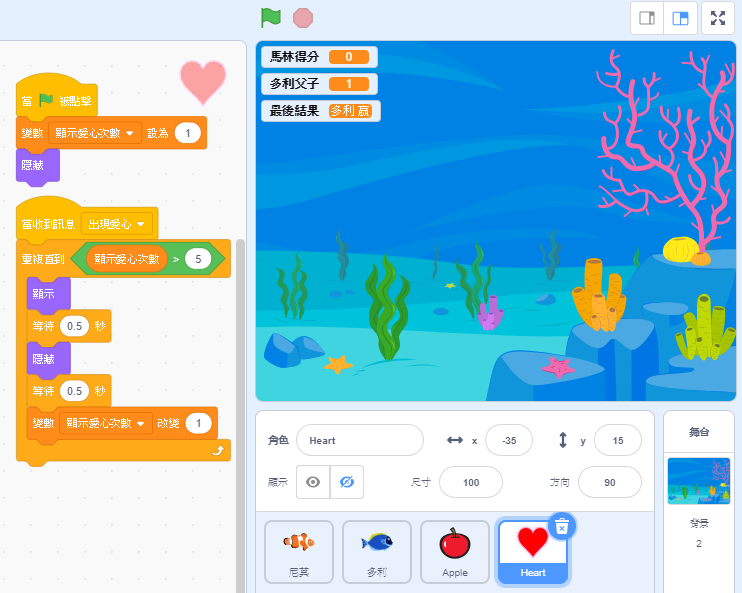 當 被點擊
變數 顯示愛心次數 設為 1
隱藏
當收到訊息 出現愛心
重複直到 顯示愛心次數 > 5
顯示
等待 0.5 秒
隱藏
等待 0.5 秒
變數 顯示愛心次數 改變 1
馬林得分 0
多利父子 1
最後結果 多利 贏
角色 Heart x -35 y 15
顯示 尺寸 100 方向 90
尼莫 多利 Apple Heart
舞台
背景
2